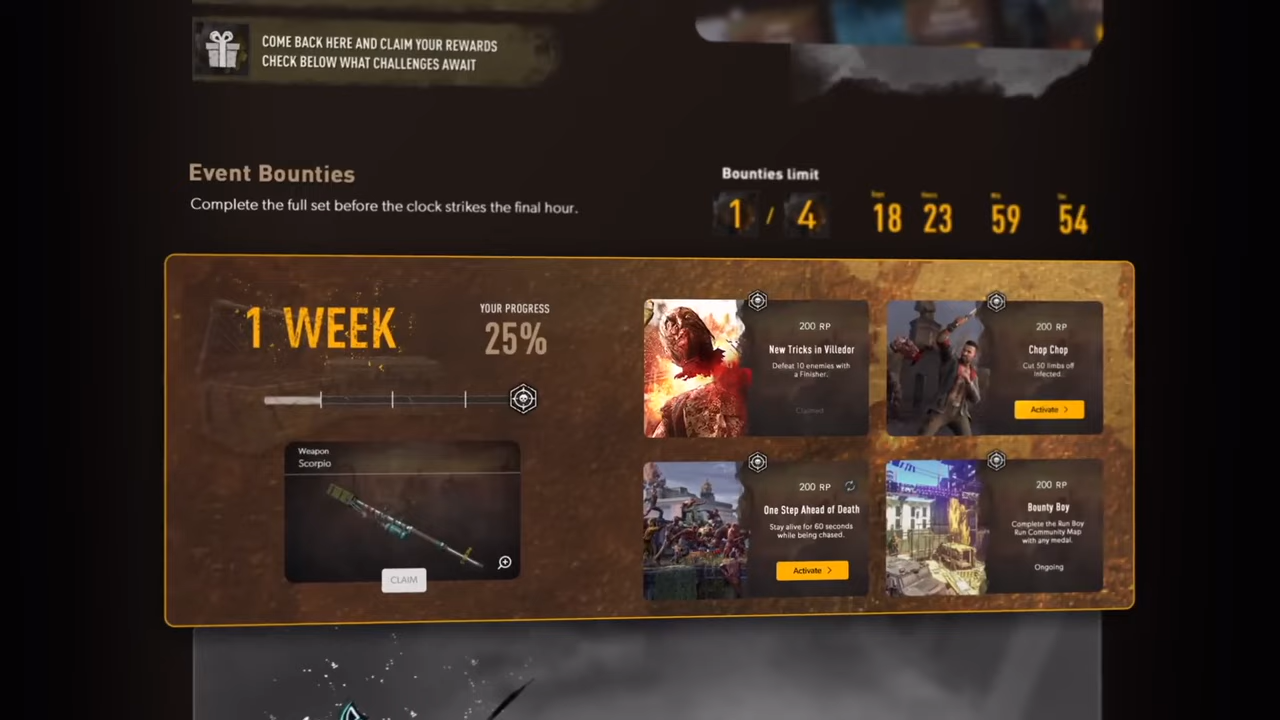 COME BACK HERE AND CLAIM YOUR REWARDS
CHECK BELOW WHAT CHALLENGES AWAIT
Event Bounties
Complete the full set before the clock strikes the final hour.
Bounties limit
1 / 4
18 23 59 54
1 WEEK
YOUR PROGRESS
25%
Weapon
Scorpio
CLAIM
200 RP
New Tricks in Villedor
Defeat 10 enemies with
a Finisher.
Claimed
200 RP
Chop Chop
Cut 50 limbs off
Infected.
Activate
200 RP
One Step Ahead of Death
Stay alive for 60 seconds
while being chased.
Activate
200 RP
Bounty Boy
Complete the Run Boy
Run Community Map
with any medal.
Ongoing